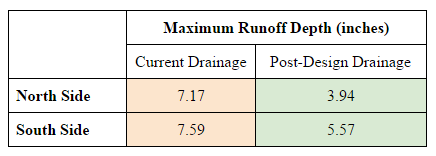 Maximum Runoff Depth (inches)
Current Drainage Post-Design Drainage
North Side 7.17 3.94
South Side 7.59 5.57